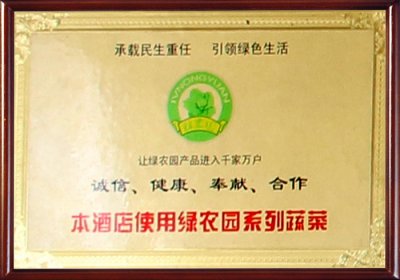 承载民生重任 引领绿色生活
LVNONGYUAN
让绿农园产品进入千家万户
诚信、健康、奉献、合作
本酒店使用绿农园系列蔬菜